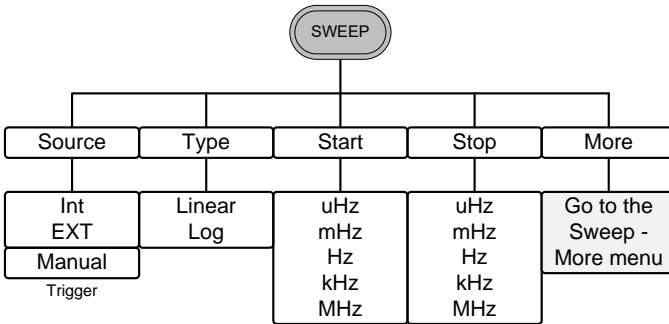 SWEEP
Source
Type
Start
Stop
More
Int
EXT
Manual
Trigger
Linear
Log
uHz
mHz
Hz
kHz
MHz
uHz
mHz
Hz
kHz
MHz
Go to the
Sweep -
More menu